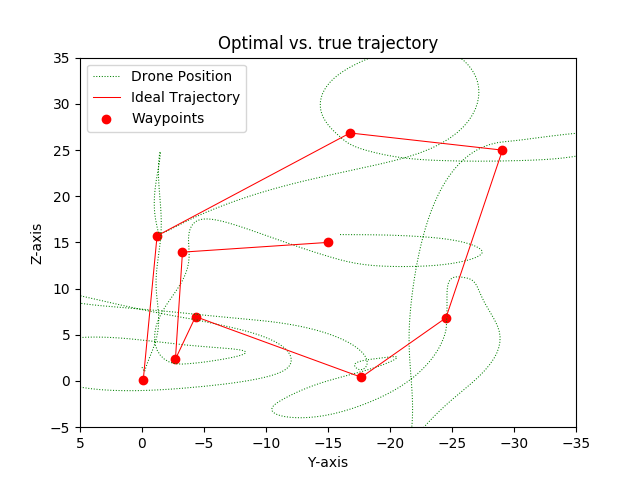 Optimal vs. true trajectory
Drone Position
Ideal Trajectory
Waypoints
35
30
25
20
15
10
5
0
−5
Z-axis
5 0 −5 −10 −15 −20 −25 −30 −35
Y-axis